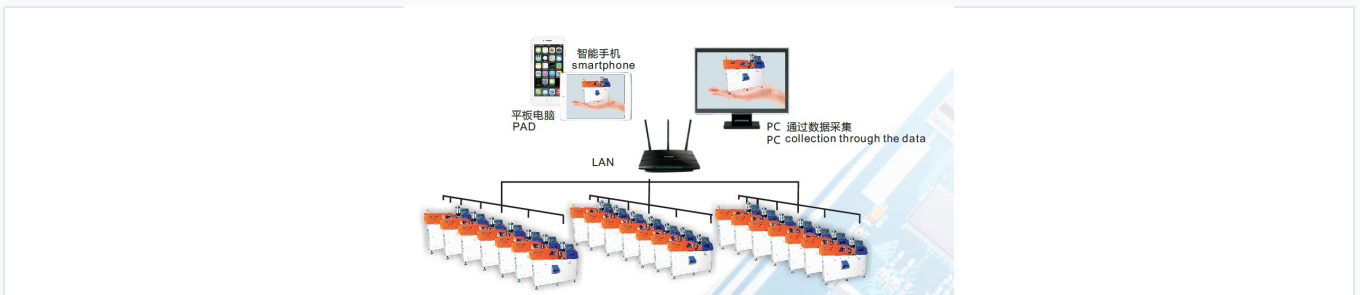 智能手机
smartphone
平板电脑
PAD
PC 通过数据采集
PC collection through the data
LAN